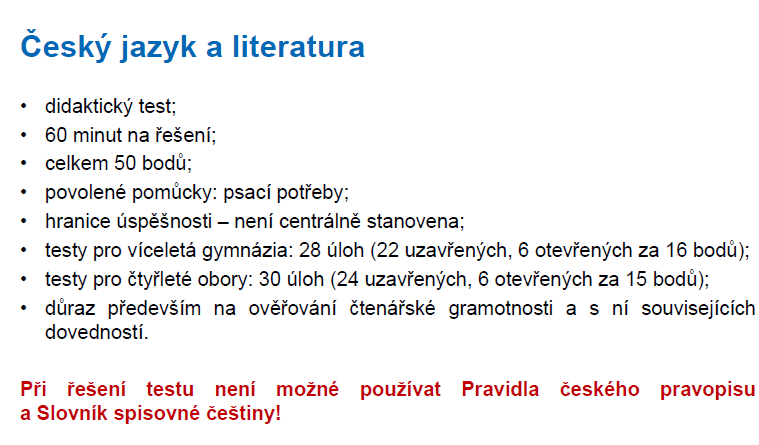 Český jazyk a literatura
• didaktický test;
• 60 minut na řešení;
• celkem 50 bodů;
• povolené pomůcky: psací potřeby;
• hranice úspěšnosti – není centrálně stanovena;
• testy pro víceletá gymnázia: 28 úloh (22 uzavřených, 6 otevřených za 16 bodů);
• testy pro čtyřleté obory: 30 úloh (24 uzavřených, 6 otevřených za 15 bodů);
• důraz především na ověřování čtenářské gramotnosti a s ní souvisejících
dovedností.
Při řešení testu není možné používat Pravidla českého pravopisu
a Slovník spisovné češtiny!